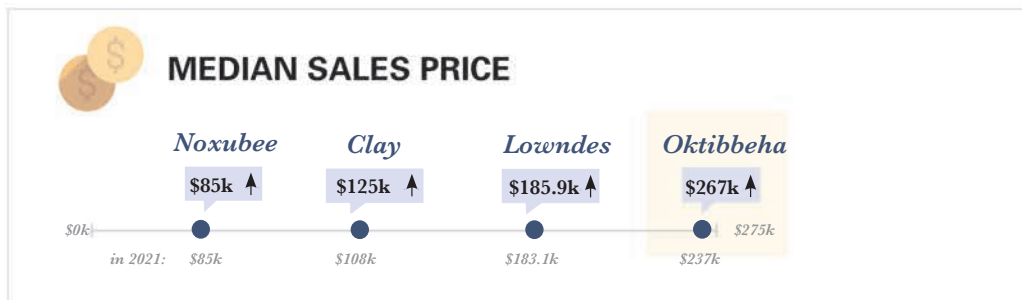 $ $
MEDIAN SALES PRICE
Noxubee Clay Lowndes Oktibbeha
$85k $125k $185.9k $267k
$0k $275k
in 2021: $85k $108k $183.1k $237k